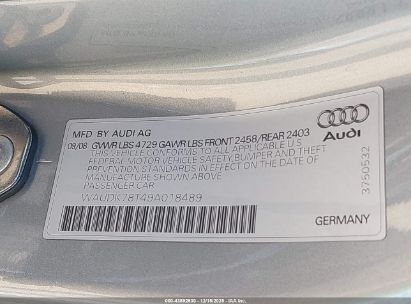 MFD BY AUDI AG
09/08 GVWR LBS 4729 GAWR LBS FRONT 2458/REAR 2403
THIS VEHICLE CONFORMS TO ALL APPLICABLE U.S.
FEDERAL MOTOR VEHICLE SAFETY, BUMPER AND THEFT
PREVENTION STANDARDS IN EFFECT ON THE DATE OF
MANUFACTURE SHOWN ABOVE.
PASSENGER CAR
WAUDK78T49A018489
Audi
3750532
GERMANY